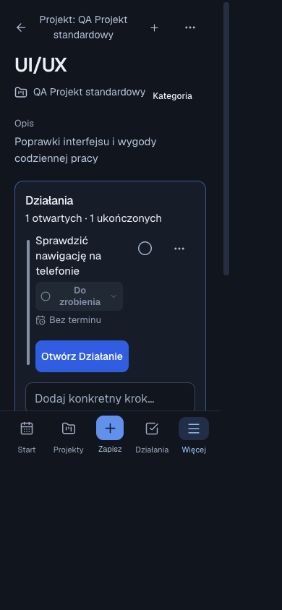 Projekt: QA Projekt
standardowy
UI/UX
QA Projekt standardowy
Kategoria
Opis
Poprawki interfejsu i wygody
codziennej pracy
Działania
1 otwartych · 1 ukończonych
Sprawdzić
nawigację na
telefonie
Do
zrobienia
Bez terminu
Otwórz Działanie
Dodaj konkretny krok...
Start
Projekty
Zapisz
Działania
Więcej